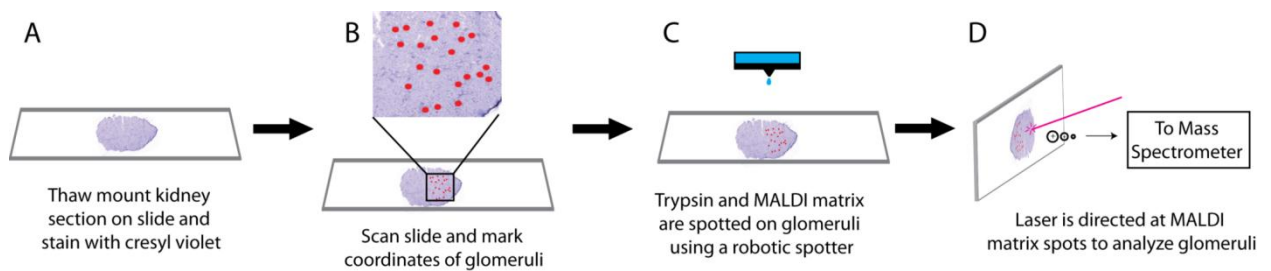 A
Thaw mount kidney
section on slide and
stain with cresyl violet
B
Scan slide and mark
coordinates of glomeruli
C
Trypsin and MALDI matrix
are spotted on glomeruli
using a robotic spotter
D
To Mass
Spectrometer
Laser is directed at MALDI
matrix spots to analyze glomeruli